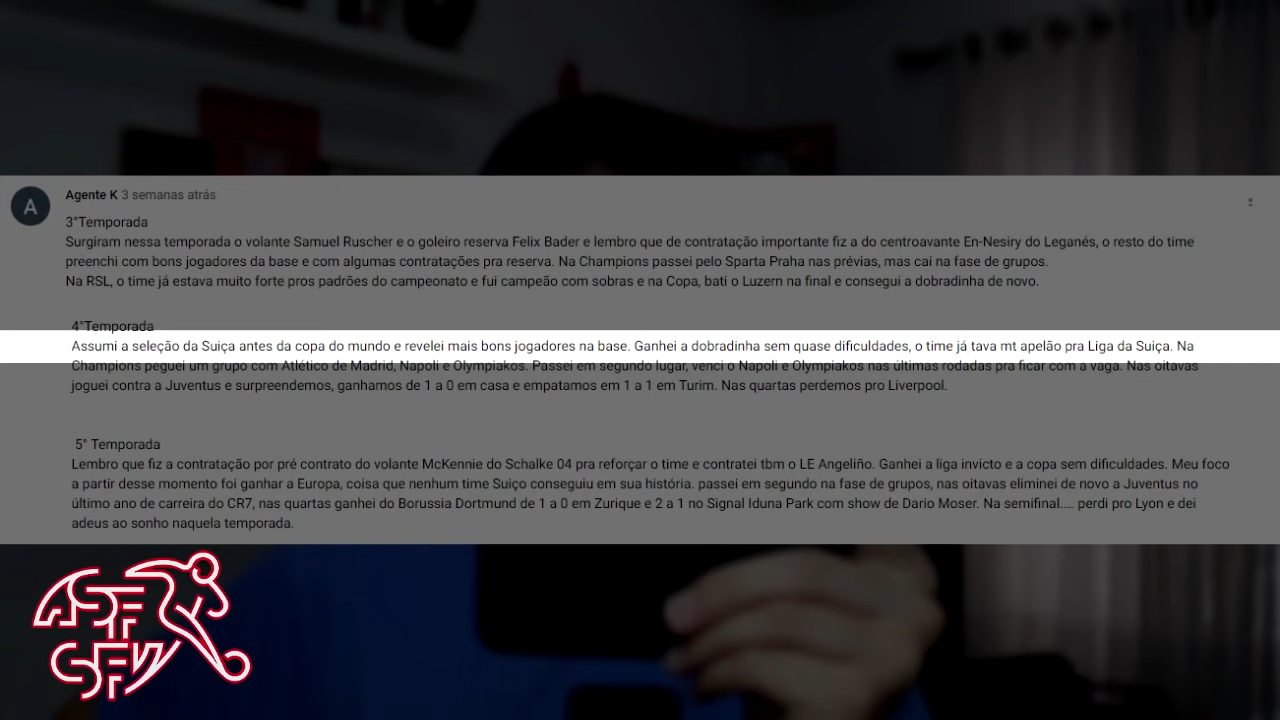 Agente K 3 semanas atrás
A
3°Temporada
Surgiram nessa temporada o volante Samuel Ruscher e o goleiro reserva Felix Bader e lembro que de contratação importante fiz a do centroavante En-Nesiry do Leganés, o resto do time
preenchi com bons jogadores da base e com algumas contratações pra reserva. Na Champions passei pelo Sparta Praha nas prévias, mas caí na fase de grupos.
Na RSL, o time já estava muito forte pros padrões do campeonato e fui campeão com sobras e na Copa, bati o Luzern na final e consegui a dobradinha de novo.
4°Temporada
Assumi a seleção da Suiça antes da copa do mundo e revelei mais bons jogadores na base. Ganhei a dobradinha sem quase dificuldades, o time já tava mt apelão pra Liga da Suiça. Na
Champions peguei um grupo com Atlético de Madrid, Napoli e Olympiakos. Passei em segundo lugar, venci o Napoli e Olympiakos nas últimas rodadas pra ficar com a vaga. Nas oitavas
joguei contra a Juventus e surpreendemos, ganhamos de 1 a 0 em casa e empatamos em 1 a 1 em Turim. Nas quartas perdemos pro Liverpool.
5° Temporada
Lembro que fiz a contratação por pré contrato do volante McKennie do Schalke 04 pra reforçar o time e contratei tbm o LE Angeliño. Ganhei a liga invicto e a copa sem dificuldades. Meu foco
a partir desse momento foi ganhar a Europa, coisa que nenhum time Suiço conseguiu em sua história. passei em segundo na fase de grupos, nas oitavas eliminei de novo a Juventus no
último ano de carreira do CR7, nas quartas ganhei do Borussia Dortmund de 1 a 0 em Zurique e 2 a 1 no Signal Iduna Park com show de Dario Moser. Na semifinal.... perdi pro Lyon e dei
adeus ao sonho naquela temporada.
ASF
SFV